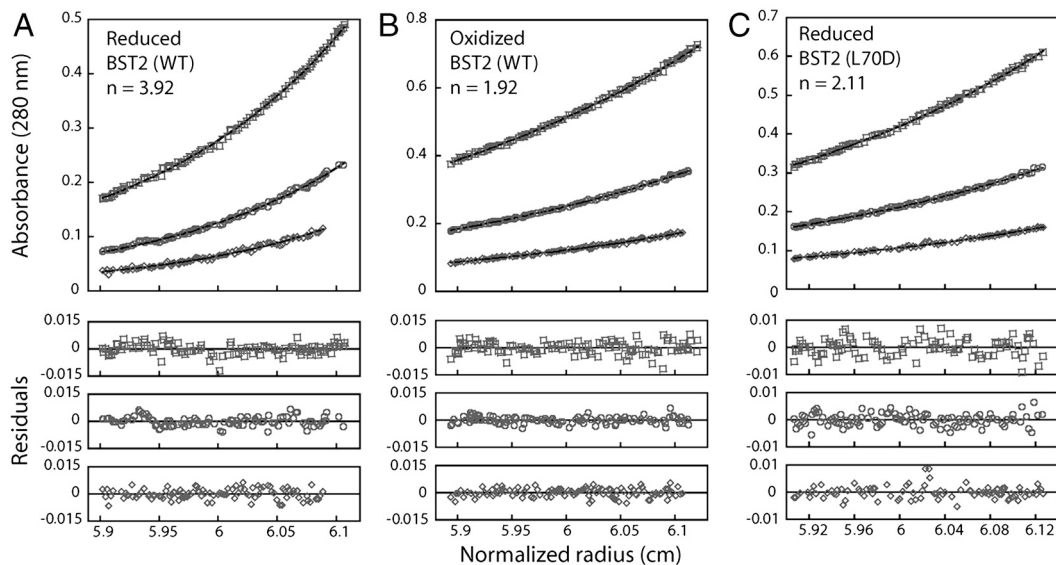 A
Reduced
BST2 (WT)
n = 3.92
B
Oxidized
BST2 (WT)
n = 1.92
C
Reduced
BST2 (L70D)
n = 2.11
Absorbance (280 nm)
0.5
0.4
0.3
0.2
0.1
0
0.8
0.6
0.4
0.2
0
0.7
0.6
0.5
0.4
0.3
0.2
0.1
0
Residuals
0.015
0
-0.015
0.015
0
-0.015
0.01
0
-0.01
0.015
0
-0.015
0.015
0
-0.015
0.01
0
-0.01
0.015
0
-0.015
0.015
0
-0.015
0.01
0
-0.01
5.9 5.95 6 6.05 6.1
5.9 5.95 6 6.05 6.1
5.92 5.96 6 6.04 6.08 6.12
Normalized radius (cm)